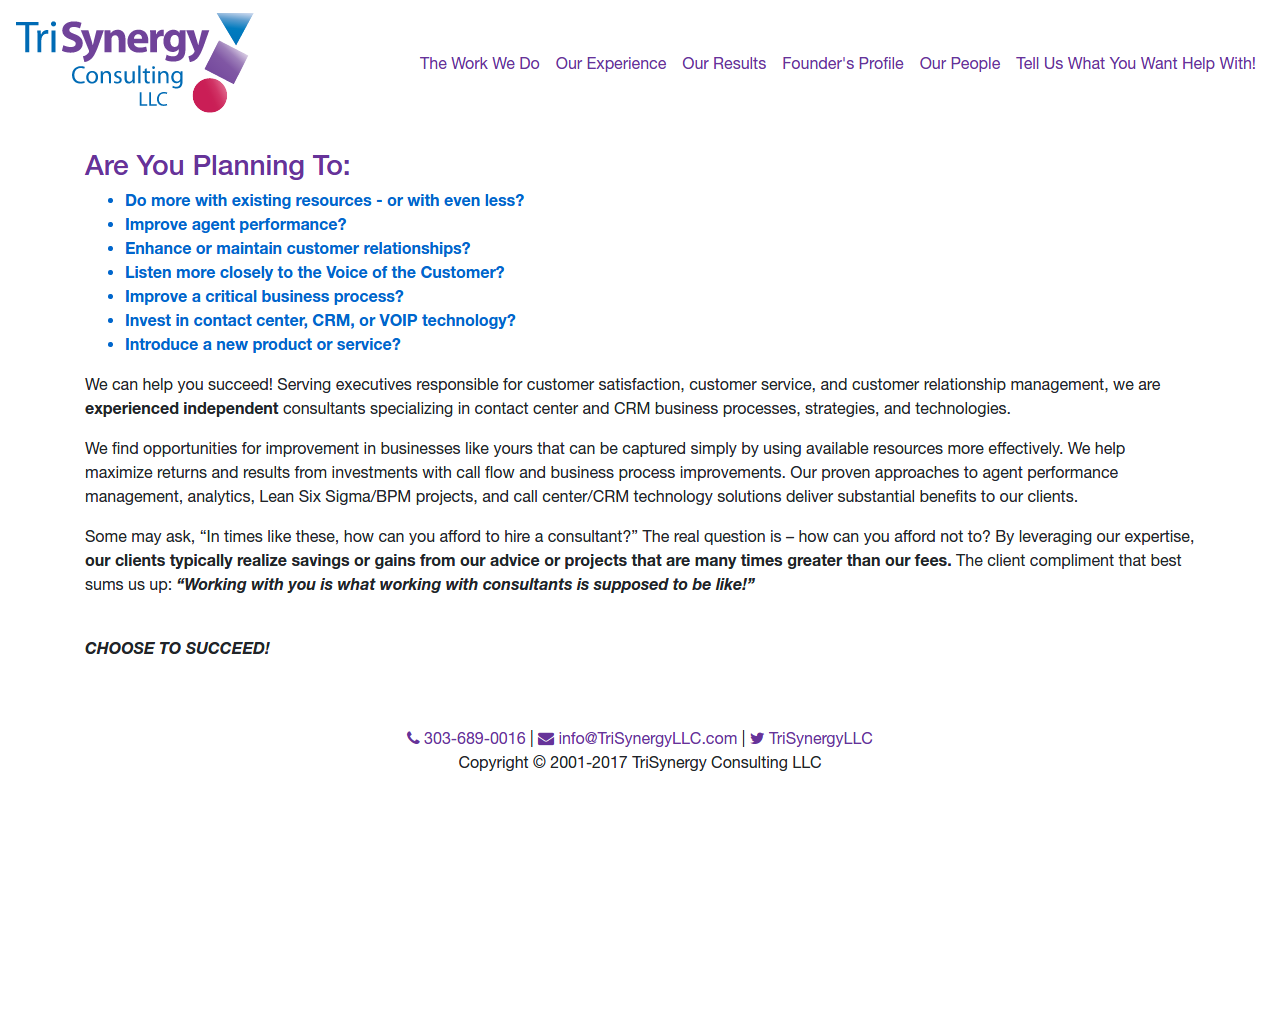 TriSynergy
Consulting
LLC
The Work We Do Our Experience Our Results Founder's Profile Our People Tell Us What You Want Help With!
Are You Planning To:
• Do more with existing resources - or with even less?
• Improve agent performance?
• Enhance or maintain customer relationships?
• Listen more closely to the Voice of the Customer?
• Improve a critical business process?
• Invest in contact center, CRM, or VOIP technology?
• Introduce a new product or service?
We can help you succeed! Serving executives responsible for customer satisfaction, customer service, and customer relationship management, we are
experienced independent consultants specializing in contact center and CRM business processes, strategies, and technologies.
We find opportunities for improvement in businesses like yours that can be captured simply by using available resources more effectively. We help
maximize returns and results from investments with call flow and business process improvements. Our proven approaches to agent performance
management, analytics, Lean Six Sigma/BPM projects, and call center/CRM technology solutions deliver substantial benefits to our clients.
Some may ask, “In times like these, how can you afford to hire a consultant?” The real question is – how can you afford not to? By leveraging our expertise,
our clients typically realize savings or gains from our advice or projects that are many times greater than our fees. The client compliment that best
sums us up: “Working with you is what working with consultants is supposed to be like!”
CHOOSE TO SUCCEED!
303-689-0016 | info@TriSynergyLLC.com | TriSynergyLLC
Copyright © 2001-2017 TriSynergy Consulting LLC